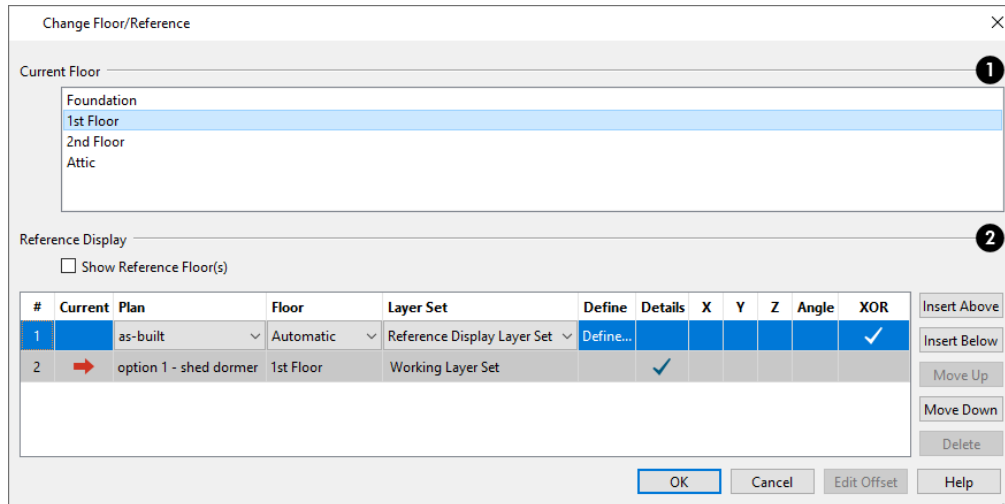 Change Floor/Reference
Current Floor 1
Foundation
1st Floor
2nd Floor
Attic
Reference Display 2
Show Reference Floor(s)
# Current Plan Floor Layer Set Define Details X Y Z Angle XOR Insert Above
1 as-built Automatic Reference Display Layer Set Define... Insert Below
2 option 1 - shed dormer 1st Floor Working Layer Set Move Up
Move Down
Delete
OK Cancel Edit Offset Help